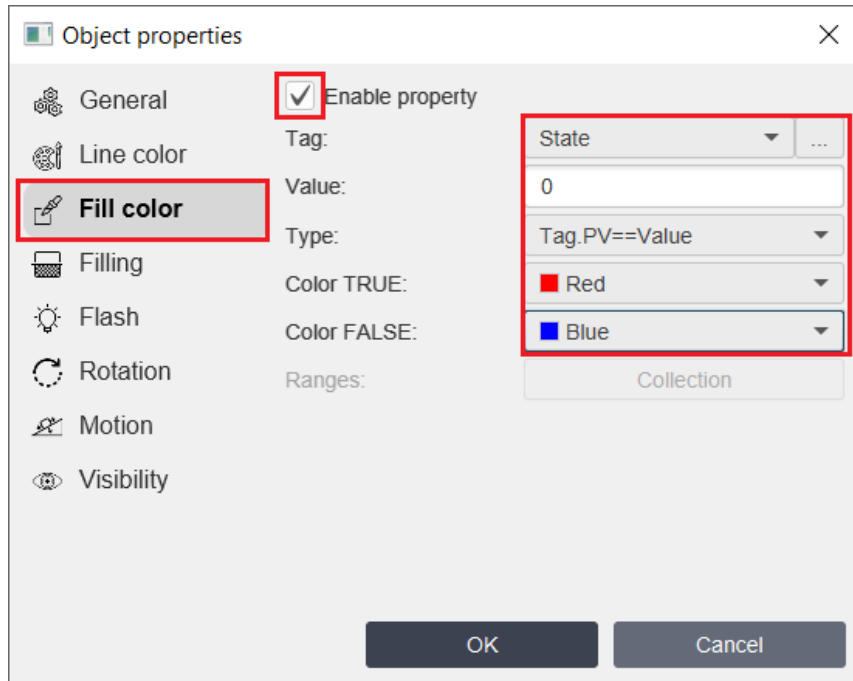 Object properties
General
Line color
Fill color
Filling
Flash
Rotation
Motion
Visibility
Enable property
Tag: State ...
Value: 0
Type: Tag.PV==Value
Color TRUE: Red
Color FALSE: Blue
Ranges: Collection
OK Cancel